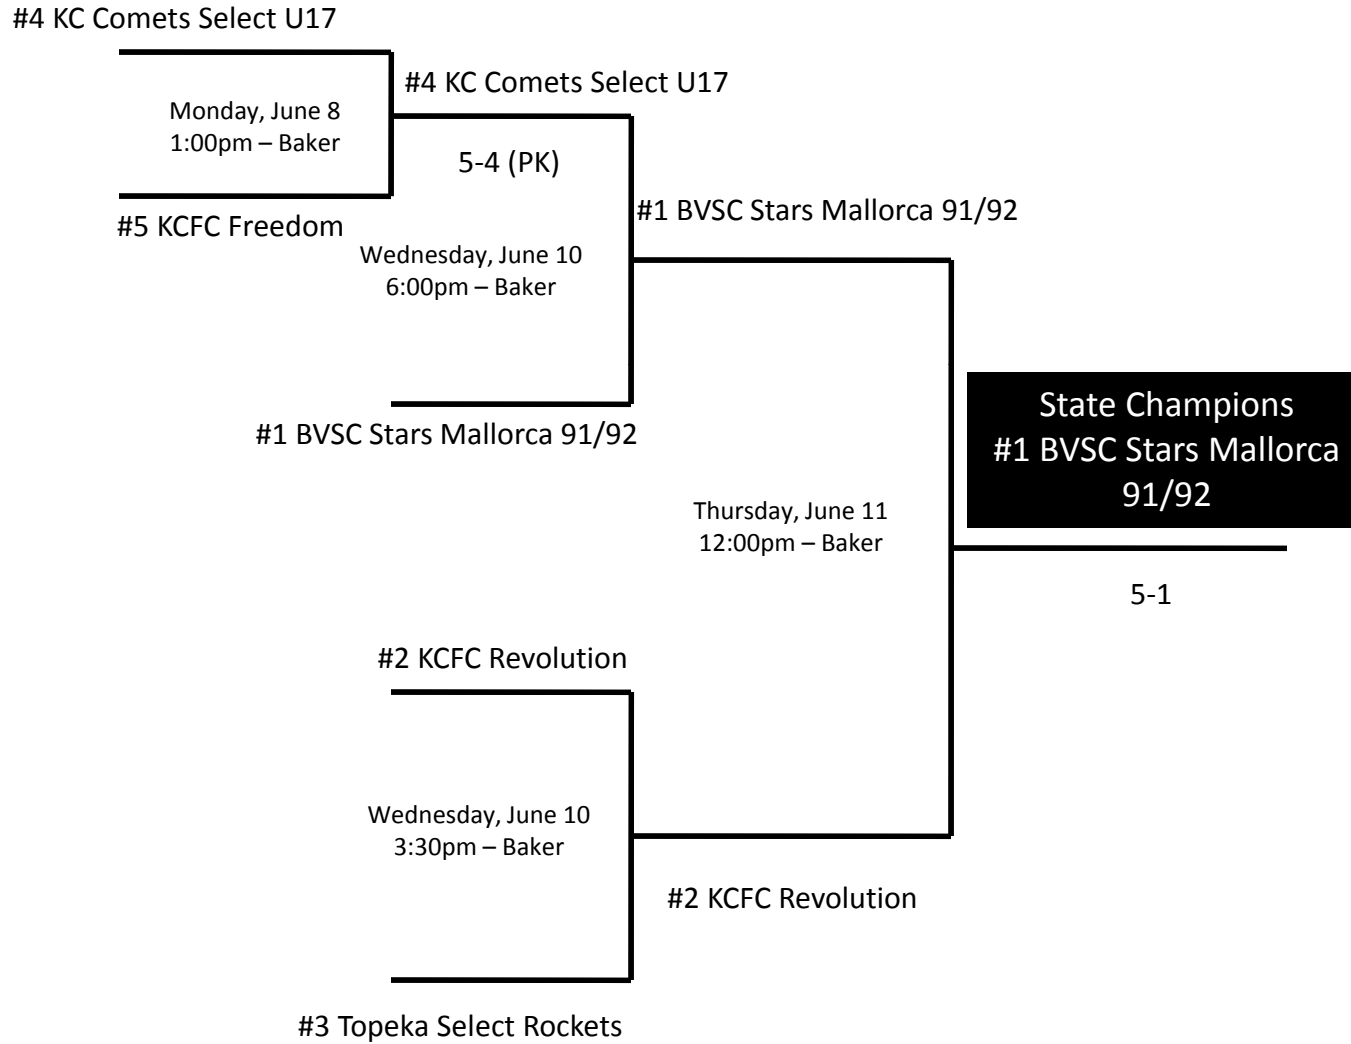 #4 KC Comets Select U17
#4 KC Comets Select U17
Monday, June 8
1:00pm – Baker
5-4 (PK)
#5 KCFC Freedom
#1 BVSC Stars Mallorca 91/92
Wednesday, June 10
6:00pm – Baker
#1 BVSC Stars Mallorca 91/92
State Champions
#1 BVSC Stars Mallorca
91/92
Thursday, June 11
12:00pm – Baker
5-1
#2 KCFC Revolution
Wednesday, June 10
3:30pm – Baker
#2 KCFC Revolution
#3 Topeka Select Rockets